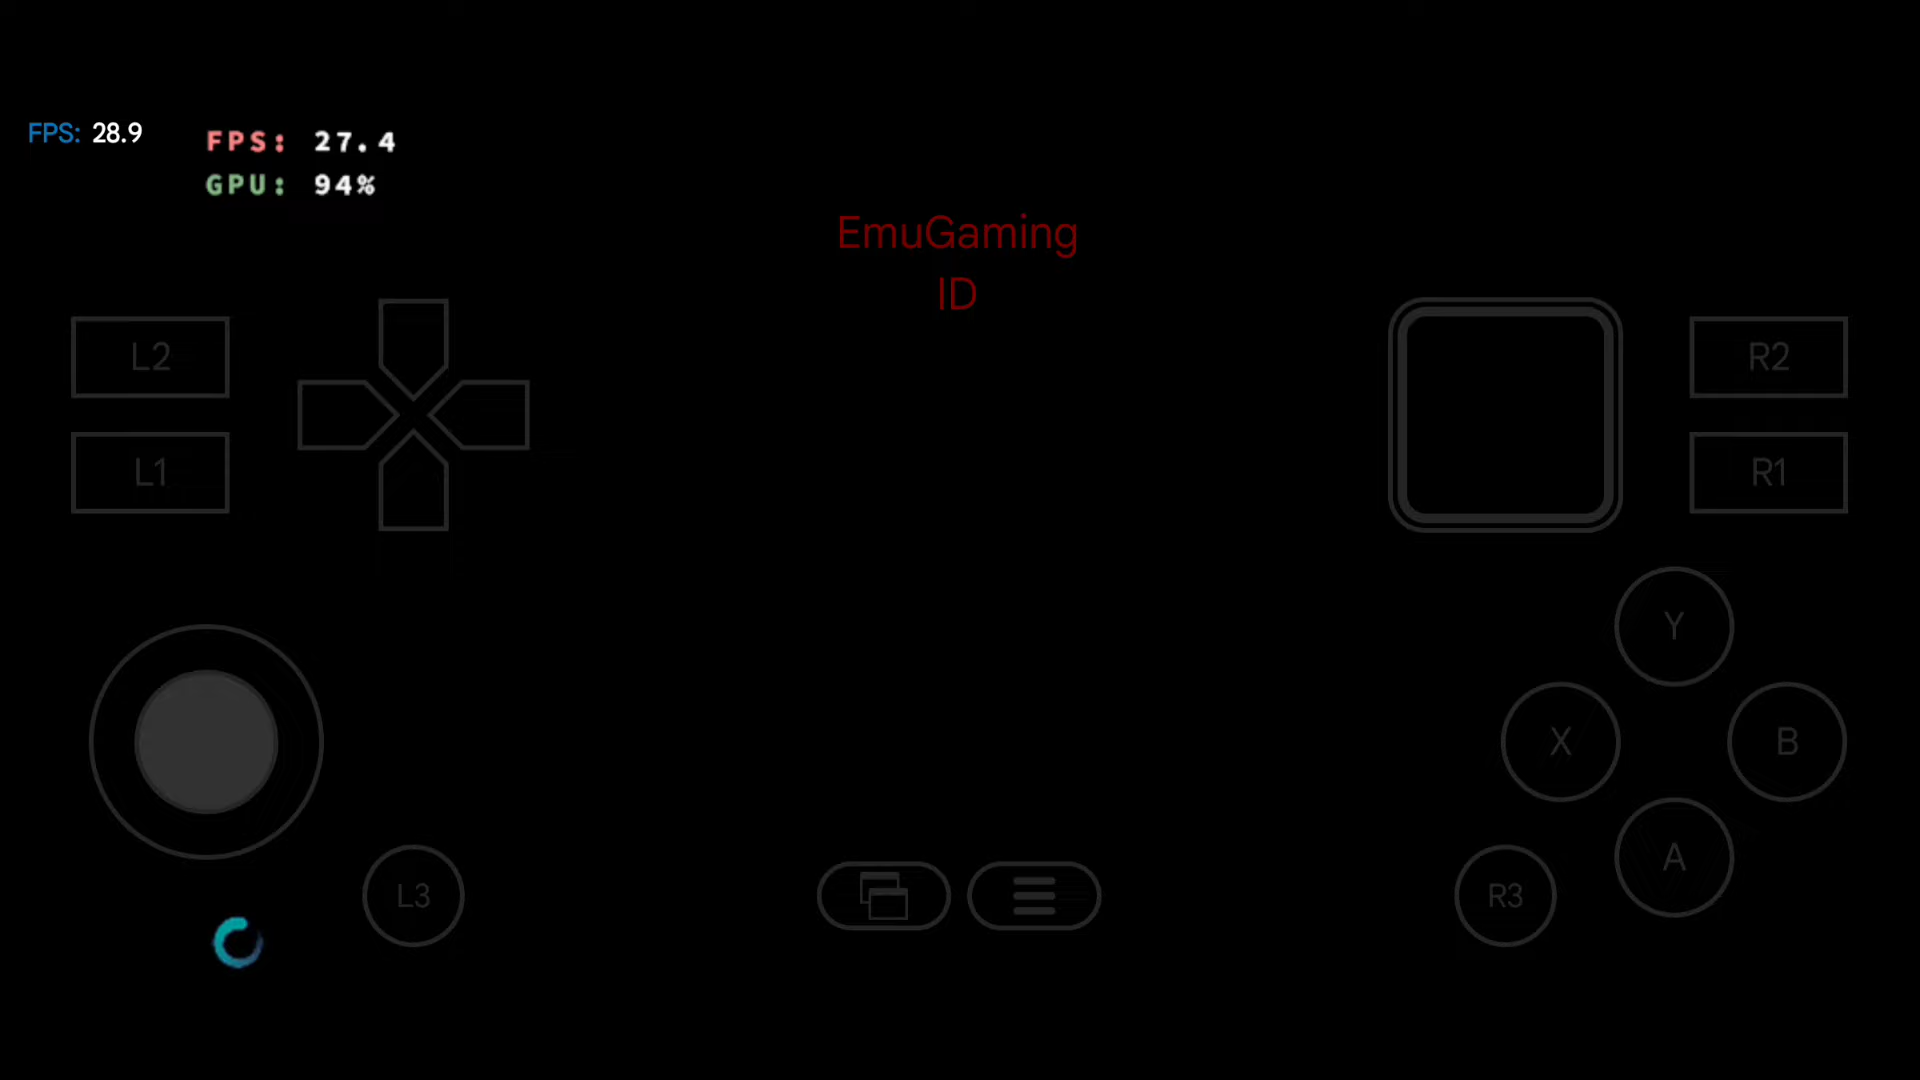 FPS: 28.9
FPS: 27.4
GPU: 94%
EmuGaming
ID
L2
R2
L1
R1
Y
X
B
A
L3
R3